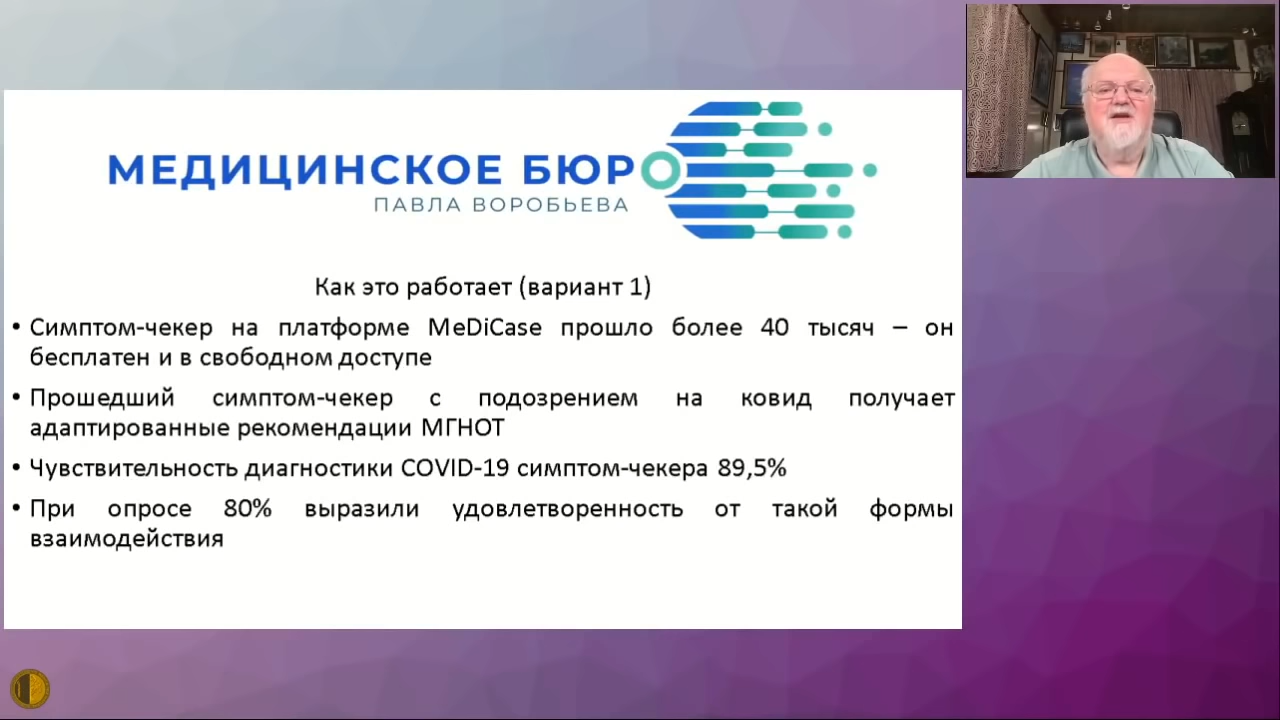 МЕДИЦИНСКОЕ БЮРО
ПАВЛА ВОРОБЬЕВА
Как это работает (вариант 1)
• Симптом-чекер на платформе MeDiCase прошло более 40 тысяч – он
бесплатен и в свободном доступе
• Прошедший симптом-чекер с подозрением на ковид получает
адаптированные рекомендации МГНОТ
• Чувствительность диагностики COVID-19 симптом-чекера 89,5%
• При опросе 80% выразили удовлетворенность от такой формы
взаимодействия